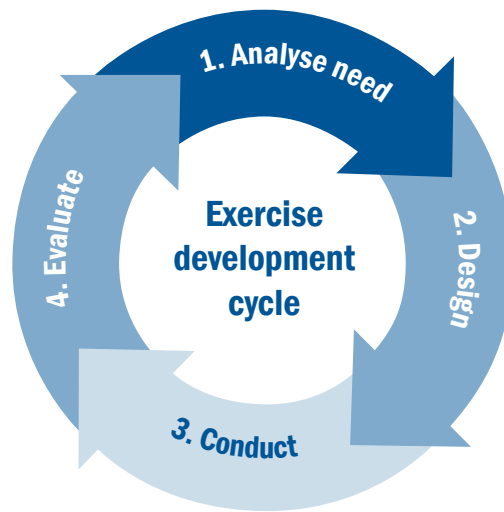 1. Analyse need
2. Design
3. Conduct
4. Evaluate
Exercise
development
cycle